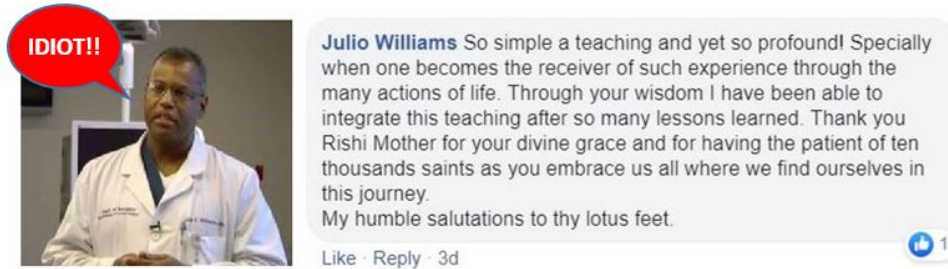 IDIOT!!
Julio Williams So simple a teaching and yet so profound! Specially
when one becomes the receiver of such experience through the
many actions of life. Through your wisdom I have been able to
integrate this teaching after so many lessons learned. Thank you
Rishi Mother for your divine grace and for having the patient of ten
thousands saints as you embrace us all where we find ourselves in
this journey.
My humble salutations to thy lotus feet.
Like · Reply · 3d
1